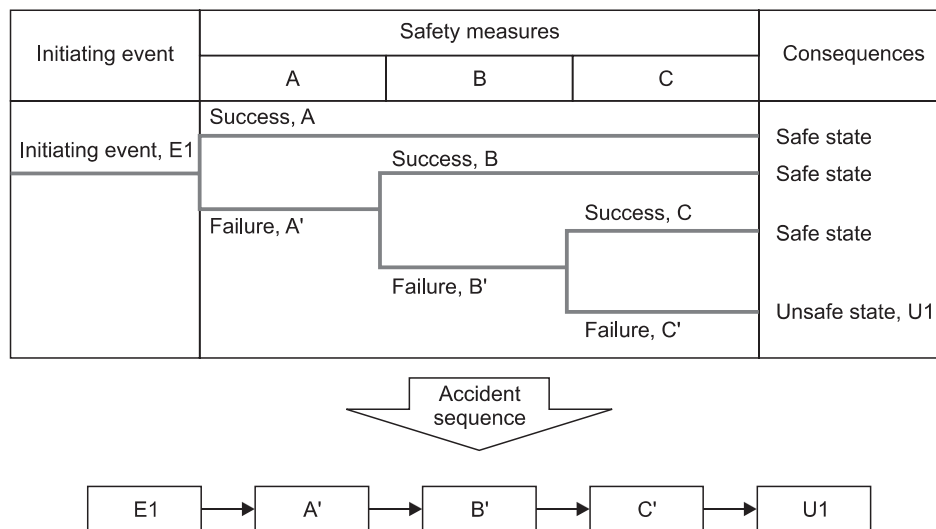 Initiating event
Safety measures
Consequences
A
B
C
Success, A
Safe state
Initiating event, E1
Success, B
Safe state
Failure, A'
Success, C
Safe state
Failure, B'
Unsafe state, U1
Failure, C'
Accident
sequence
E1
A'
B'
C'
U1